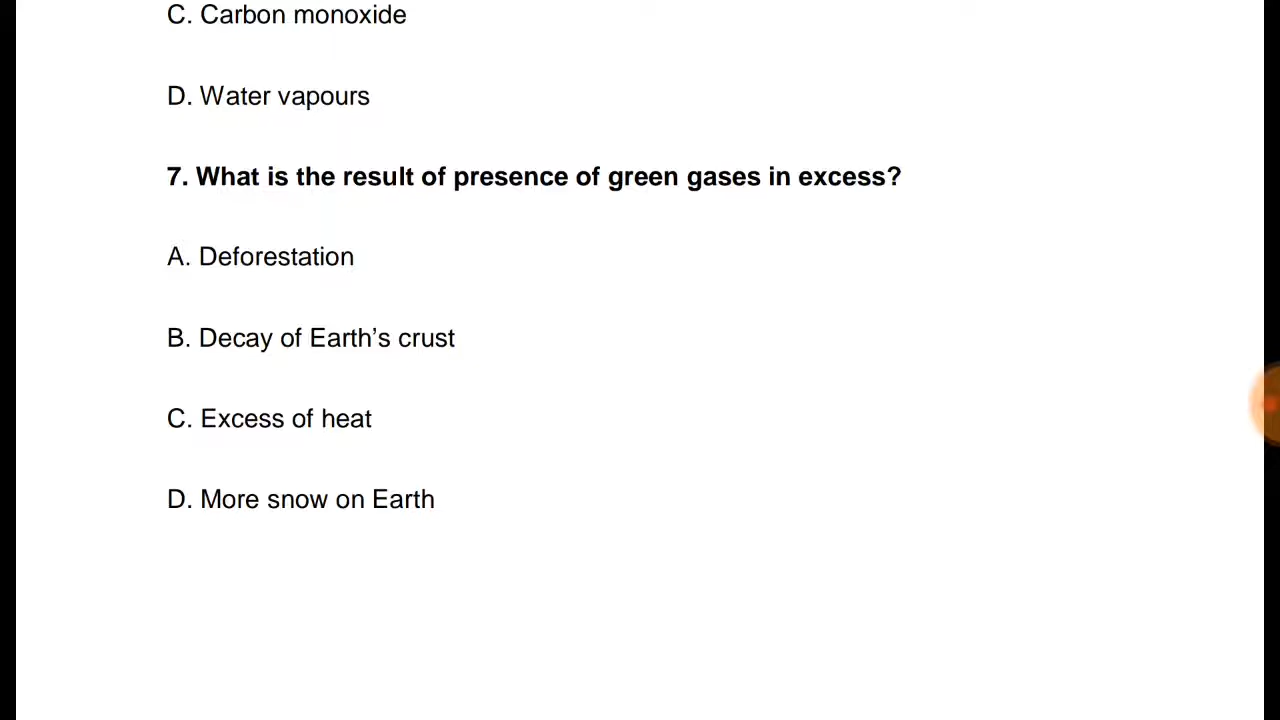 C. Carbon monoxide
D. Water vapours
7. What is the result of presence of green gases in excess?
A. Deforestation
B. Decay of Earth’s crust
C. Excess of heat
D. More snow on Earth